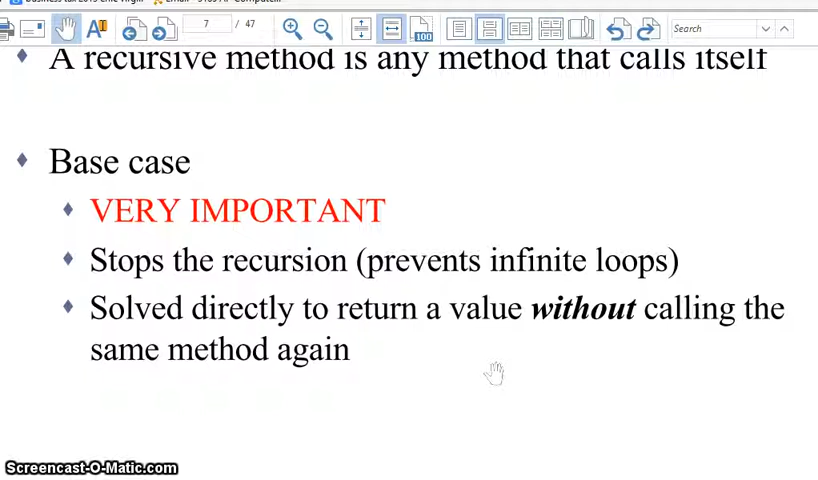 7 / 47
100
Search
A recursive method is any method that calls itself
Base case
VERY IMPORTANT
Stops the recursion (prevents infinite loops)
Solved directly to return a value without calling the
same method again
Screencast-O-Matic.com